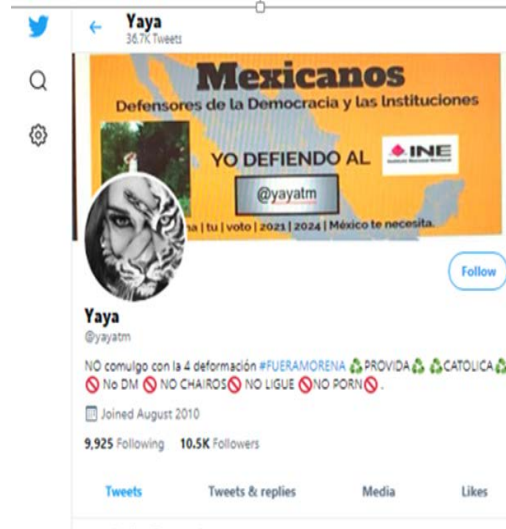 Yaya
36.7K Tweets
Mexicanos
Defensores de la Democracia y las Instituciones
YO DEFIENDO AL
INE
Instituto Nacional Electoral
@yayatm
tu | voto | 2021 | 2024 | México te necesita.
Follow
Yaya
@yayatm
NO comulgo con la 4 deformación #FUERAMORENA ♻PROVIDA♻ ♻CATOLICA♻
🚫 No DM 🚫 NO CHAIROS🚫 NO LIGUE 🚫NO PORN🚫 .
Joined August 2010
9,925 Following 10.5K Followers
Tweets Tweets & replies Media Likes